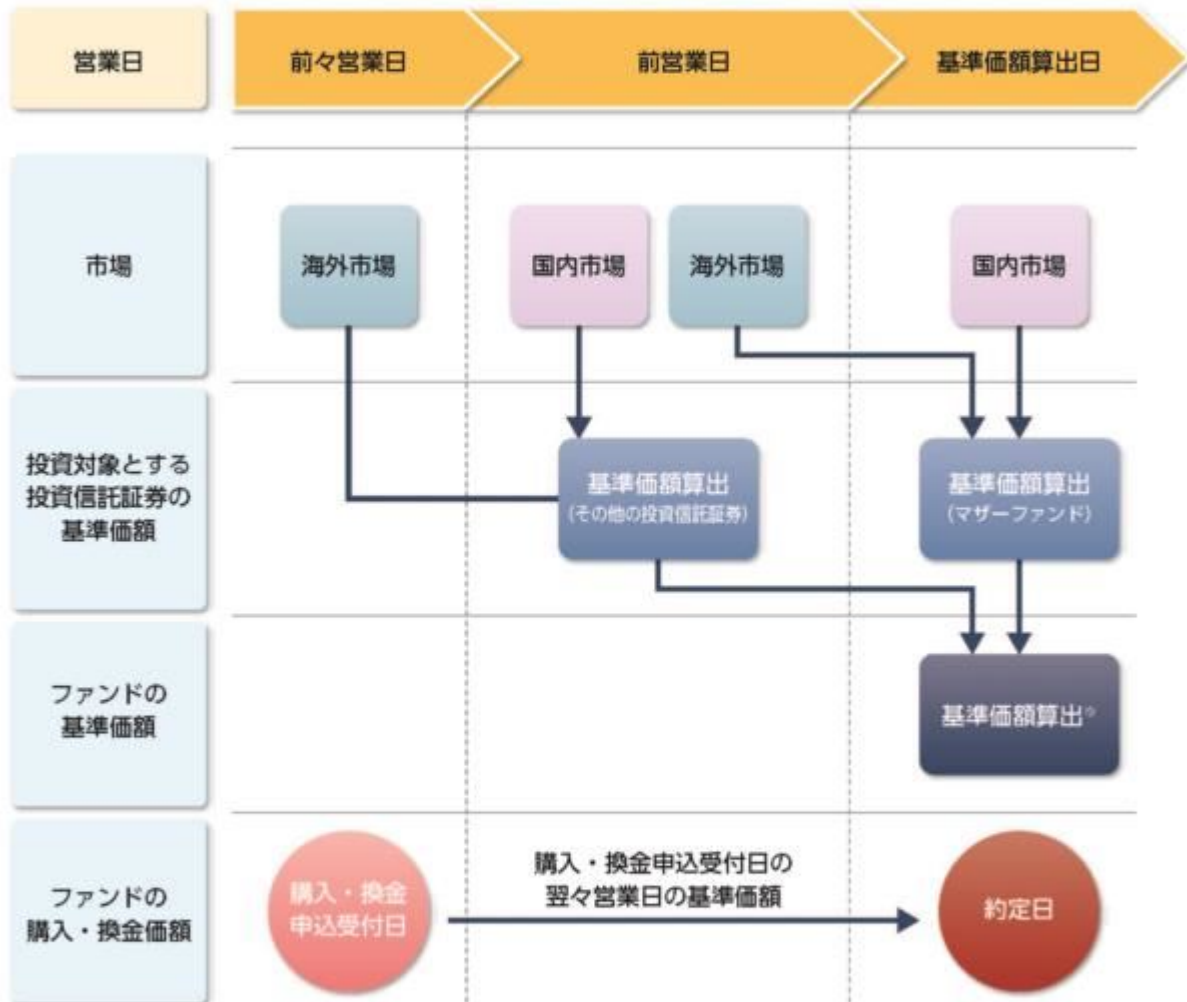 営業日
前々営業日
前営業日
基準価額算出日
市場
海外市場
国内市場
海外市場
国内市場
投資対象とする
投資信託証券の
基準価額
基準価額算出
(その他の投資信託証券)
基準価額算出
(マザーファンド)
ファンドの
基準価額
基準価額算出※
ファンドの
購入・換金価額
購入・換金
申込受付日
購入・換金申込受付日の
翌々営業日の基準価額
約定日